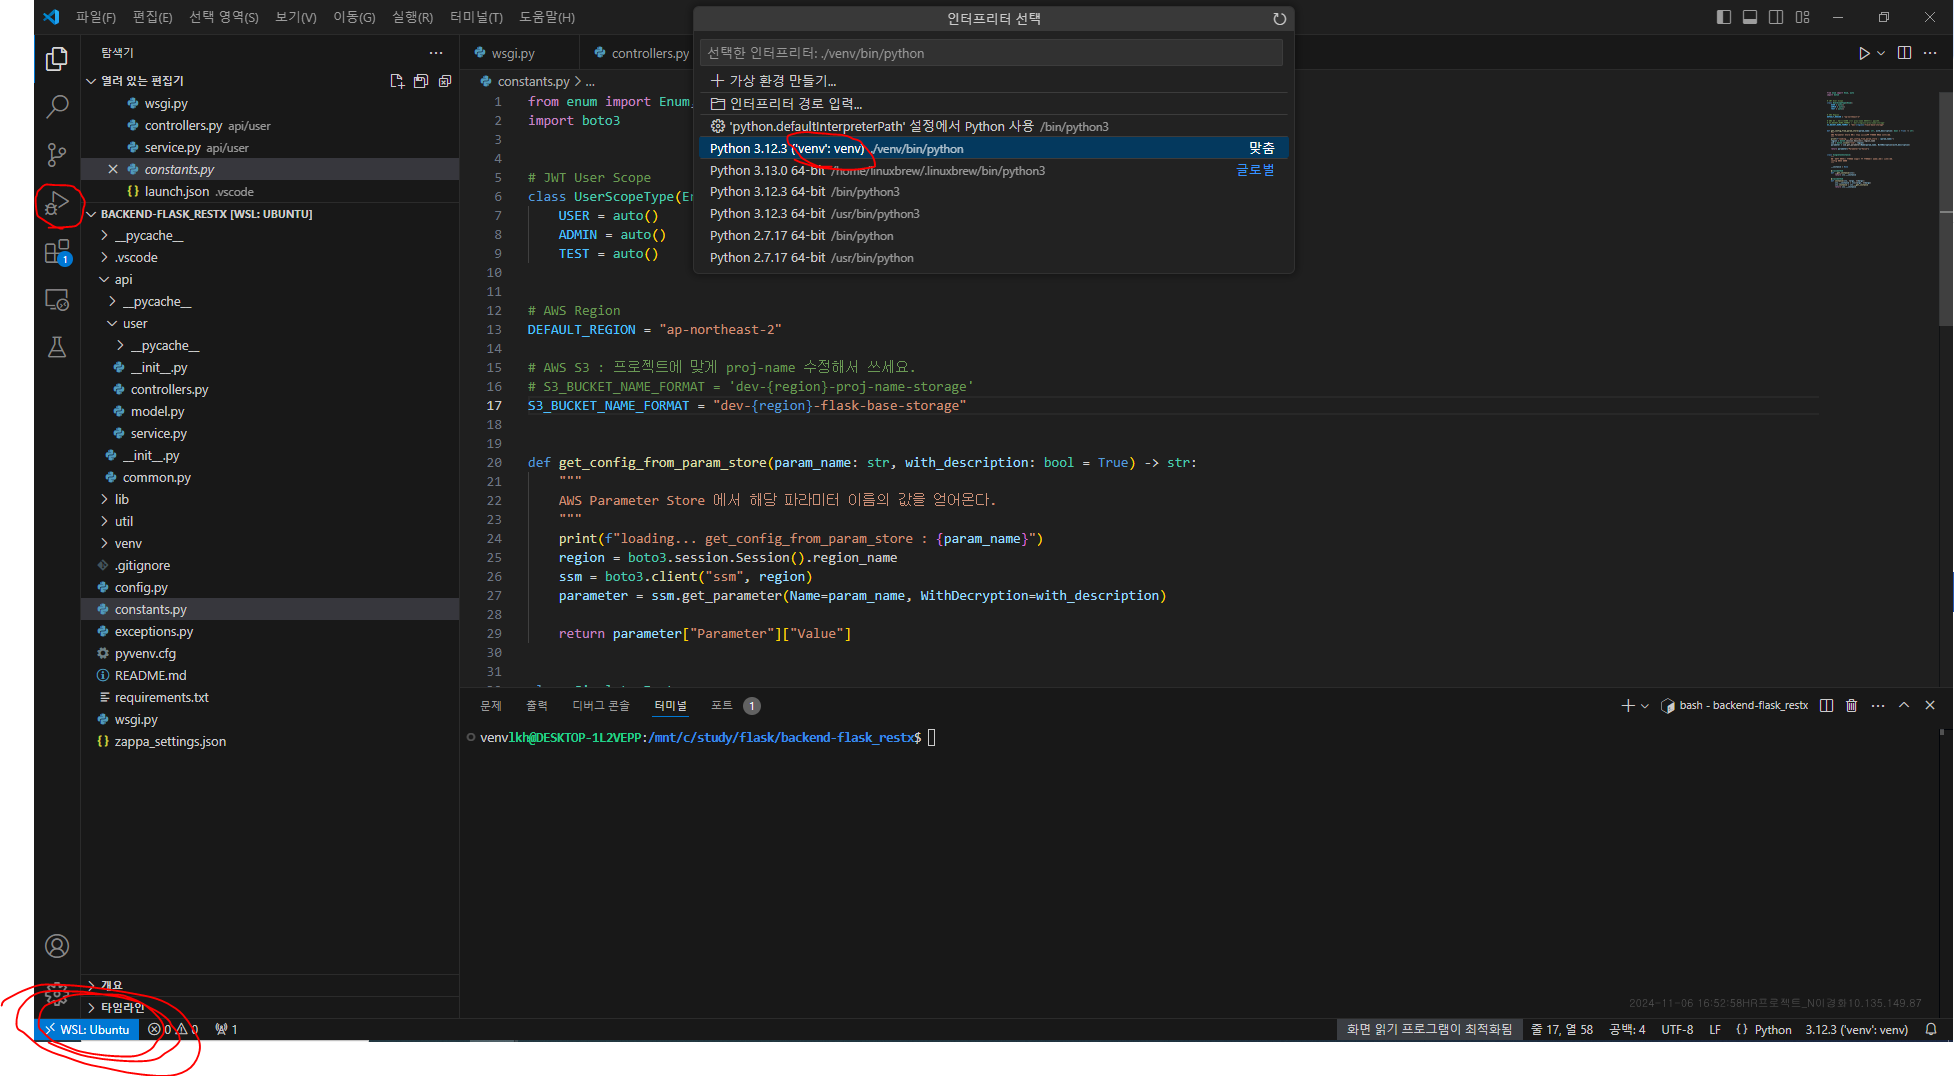 파일(F) 편집(E) 선택 영역(S) 보기(V) 이동(G) 실행(R) 터미널(T) 도움말(H)
인터프리터 선택
선택한 인터프리터: ./venv/bin/python
가상 환경 만들기...
인터프리터 경로 입력...
'python.defaultInterpreterPath' 설정에서 Python 사용 /bin/python3
Python 3.12.3 ('venv': venv) ./venv/bin/python 맞춤
Python 3.13.0 64-bit /home/linuxbrew/.linuxbrew/bin/python3 글로벌
Python 3.12.3 64-bit /bin/python3
Python 3.12.3 64-bit /usr/bin/python3
Python 2.7.17 64-bit /bin/python
Python 2.7.17 64-bit /usr/bin/python
탐색기
열려 있는 편집기
wsgi.py
controllers.py api/user
service.py api/user
constants.py
launch.json .vscode
BACKEND-FLASK_RESTX [WSL: UBUNTU]
__pycache__
.vscode
api
__pycache__
user
__pycache__
__init__.py
controllers.py
model.py
service.py
__init__.py
common.py
lib
util
venv
.gitignore
config.py
constants.py
exceptions.py
pyvenv.cfg
README.md
requirements.txt
wsgi.py
zappa_settings.json
개요
타임라인
1
wsgi.py controllers.py
constants.py > ...
1 from enum import Enum,
2 import boto3
3
4
5 # JWT User Scope
6 class UserScopeType(En
7 USER = auto()
8 ADMIN = auto()
9 TEST = auto()
10
11
12 # AWS Region
13 DEFAULT_REGION = "ap-northeast-2"
14
15 # AWS S3 : 프로젝트에 맞게 proj-name 수정해서 쓰세요.
16 # S3_BUCKET_NAME_FORMAT = 'dev-{region}-proj-name-storage'
17 S3_BUCKET_NAME_FORMAT = "dev-{region}-flask-base-storage"
18
19
20 def get_config_from_param_store(param_name: str, with_description: bool = True) -> str:
21 """
22 AWS Parameter Store 에서 해당 파라미터 이름의 값을 얻어온다.
23 """
24 print(f"loading... get_config_from_param_store : {param_name}")
25 region = boto3.session.Session().region_name
26 ssm = boto3.client("ssm", region)
27 parameter = ssm.get_parameter(Name=param_name, WithDecryption=with_description)
28
29 return parameter["Parameter"]["Value"]
30
31
문제 출력 디버그 콘솔 터미널 포트 1
bash - backend-flask_restx
venvlkh@DESKTOP-1L2VEPP:/mnt/c/study/flask/backend-flask_restx$
2024-11-06 16:52:58HR프로젝트_N이경화10.135.149.87
WSL: Ubuntu 0 0 1
화면 읽기 프로그램이 최적화됨 줄 17, 열 58 공백: 4 UTF-8 LF {} Python 3.12.3 ('venv': venv)